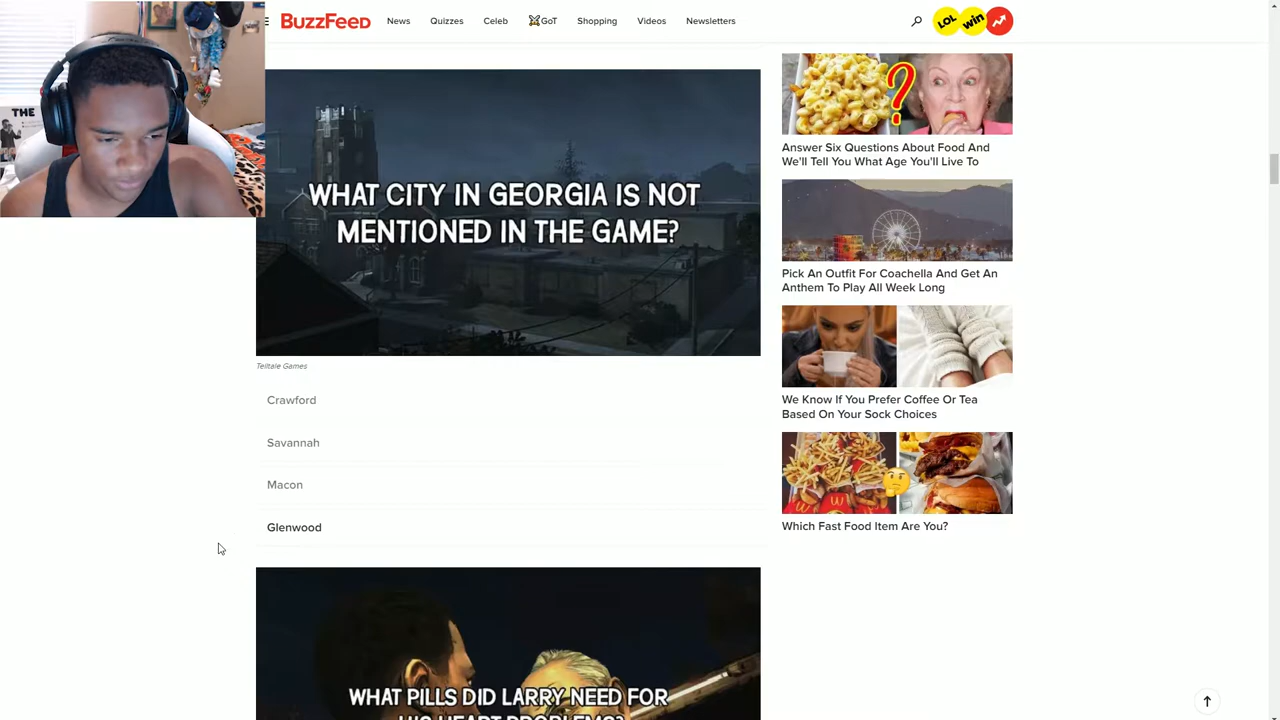 BuzzFeed
News
Quizzes
Celeb
GoT
Shopping
Videos
Newsletters
LOL
win
THE
WHAT CITY IN GEORGIA IS NOT
MENTIONED IN THE GAME?
Telltale Games
Crawford
Savannah
Macon
Glenwood
WHAT PILLS DID LARRY NEED FOR
HIS HEART PROBLEMS?
?
Answer Six Questions About Food And
We'll Tell You What Age You'll Live To
Pick An Outfit For Coachella And Get An
Anthem To Play All Week Long
We Know If You Prefer Coffee Or Tea
Based On Your Sock Choices
Which Fast Food Item Are You?